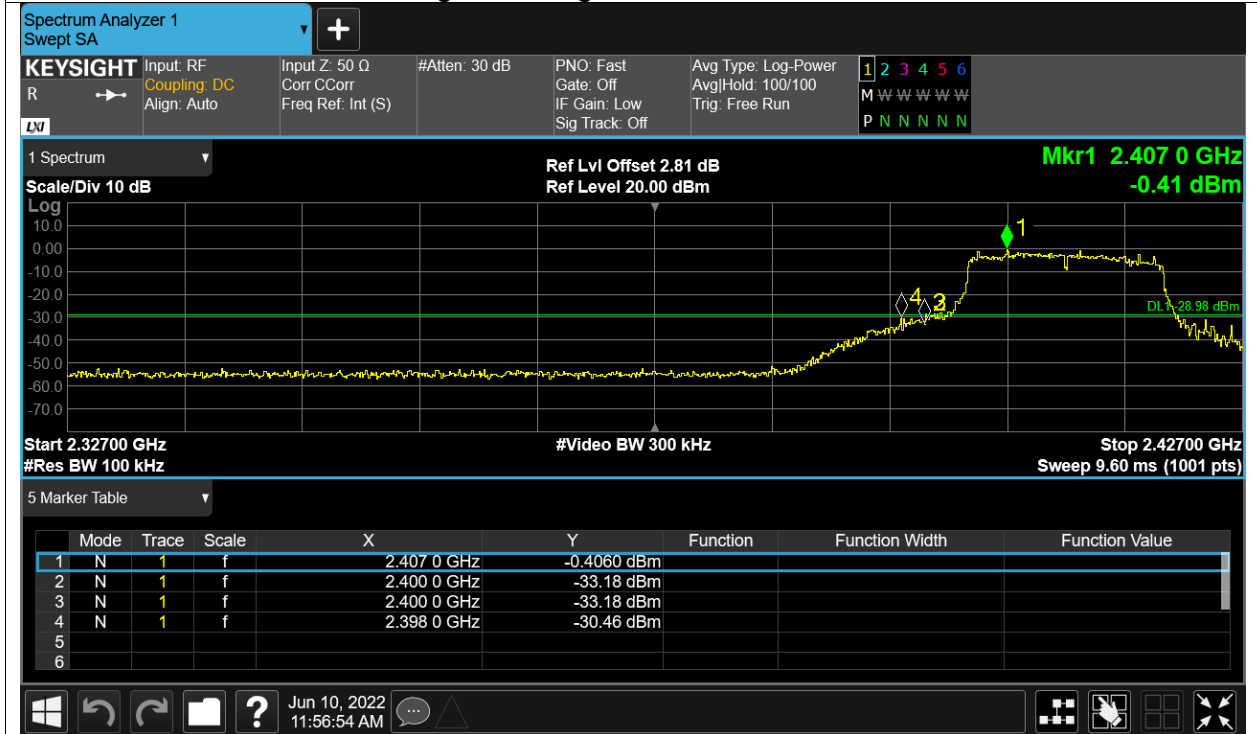 Spectrum Analyzer 1
Swept SA
+
KEYSIGHT
R
LXI
Input: RF
Coupling: DC
Align: Auto
Input Z: 50 Ω
Corr CCorr
Freq Ref: Int (S)
#Atten: 30 dB
PNO: Fast
Gate: Off
IF Gain: Low
Sig Track: Off
Avg Type: Log-Power
Avg|Hold: 100/100
Trig: Free Run
1 2 3 4 5 6
M W W W W W
P N N N N N
1 Spectrum
Scale/Div 10 dB
Ref Lvl Offset 2.81 dB
Ref Level 20.00 dBm
Mkr1 2.407 0 GHz
-0.41 dBm
Log
10.0
0.00
-10.0
-20.0
-30.0
-40.0
-50.0
-60.0
-70.0
1
4
DL1 -28.98 dBm
Start 2.32700 GHz
#Res BW 100 kHz
#Video BW 300 kHz
Stop 2.42700 GHz
Sweep 9.60 ms (1001 pts)
5 Marker Table
Mode Trace Scale X Y Function Function Width Function Value
1 N 1 f 2.407 0 GHz -0.4060 dBm
2 N 1 f 2.400 0 GHz -33.18 dBm
3 N 1 f 2.400 0 GHz -33.18 dBm
4 N 1 f 2.398 0 GHz -30.46 dBm
5
6
?
Jun 10, 2022
11:56:54 AM